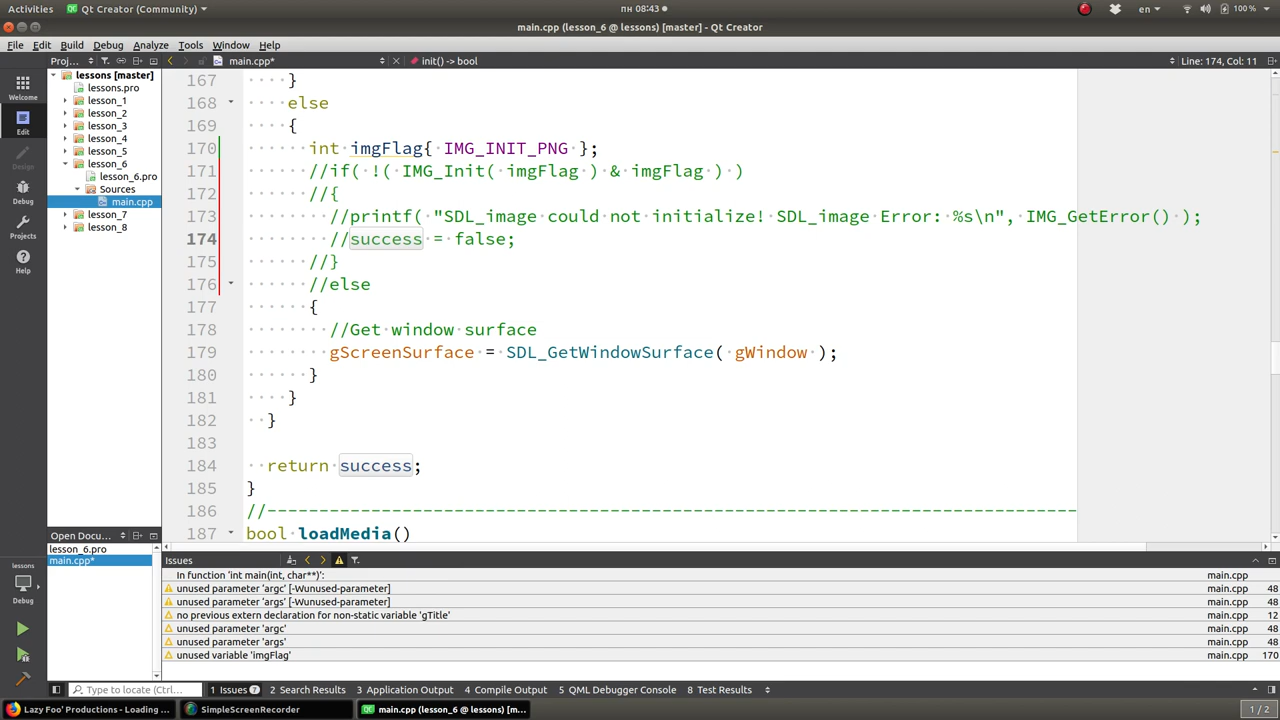 Activities Qt Creator (Community) пн 08:43 en 100 %
main.cpp (lesson_6 @ lessons) [master] - Qt Creator
File Edit Build Debug Analyze Tools Window Help
Proj... main.cpp* init() -> bool Line: 174, Col: 11
Welcome
Edit
Design
Debug
Projects
Help
lessons [master]
lessons.pro
lesson_1
lesson_2
lesson_3
lesson_4
lesson_5
lesson_6
lesson_6.pro
Sources
main.cpp
lesson_7
lesson_8
167 }
168 else
169 {
170 int imgFlag{ IMG_INIT_PNG };
171 //if( !( IMG_Init( imgFlag ) & imgFlag ) )
172 //{
173 //printf( "SDL_image could not initialize! SDL_image Error: %s\n", IMG_GetError() );
174 //success = false;
175 //}
176 //else
177 {
178 //Get window surface
179 gScreenSurface = SDL_GetWindowSurface( gWindow );
180 }
181 }
182 }
183
184 return success;
185 }
186 //------------------------------------------------------------------------------
187 bool loadMedia()
Open Docu...
lesson_6.pro
main.cpp*
lessons
Debug
Issues
In function 'int main(int, char**)': main.cpp
unused parameter 'argc' [-Wunused-parameter] main.cpp 48
unused parameter 'args' [-Wunused-parameter] main.cpp 48
no previous extern declaration for non-static variable 'gTitle' main.cpp 12
unused parameter 'argc' main.cpp 48
unused parameter 'args' main.cpp 48
unused variable 'imgFlag' main.cpp 170
Type to locate (Ctrl... 1 Issues 7 2 Search Results 3 Application Output 4 Compile Output 5 QML Debugger Console 8 Test Results
Lazy Foo' Productions - Loading ... SimpleScreenRecorder main.cpp (lesson_6 @ lessons) [m... 1 / 2